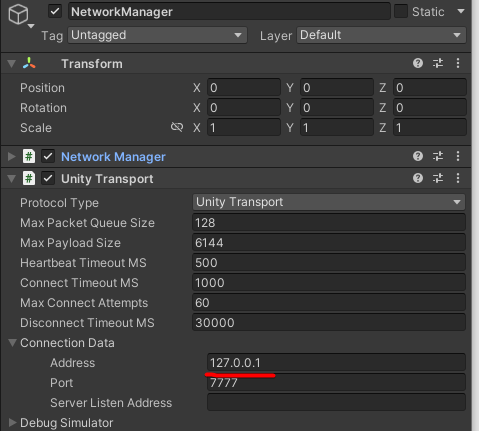 NetworkManager Static
Tag Untagged Layer Default
Transform
Position X 0 Y 0 Z 0
Rotation X 0 Y 0 Z 0
Scale X 1 Y 1 Z 1
# Network Manager
# Unity Transport
Protocol Type Unity Transport
Max Packet Queue Size 128
Max Payload Size 6144
Heartbeat Timeout MS 500
Connect Timeout MS 1000
Max Connect Attempts 60
Disconnect Timeout MS 30000
Connection Data
Address 127.0.0.1
Port 7777
Server Listen Address
Debug Simulator